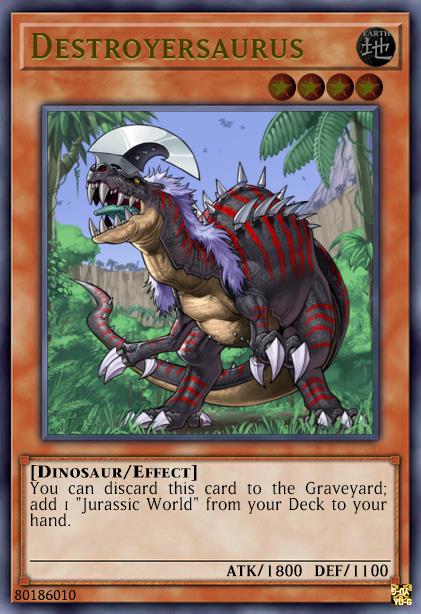 DESTROYERSAURUS
EARTH
地
[DINOSAUR/EFFECT]
You can discard this card to the Graveyard;
add 1 "Jurassic World" from your Deck to your
hand.
ATK/1800 DEF/1100
80186010